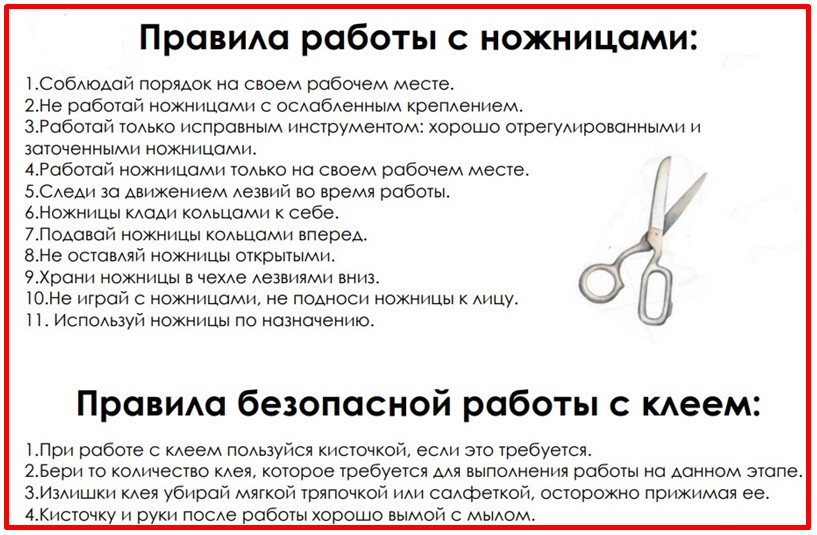 Правила работы с ножницами:
1.Соблюдай порядок на своем рабочем месте.
2.Не работай ножницами с ослабленным креплением.
3.Работай только исправным инструментом: хорошо отрегулированными и
заточенными ножницами.
4.Работай ножницами только на своем рабочем месте.
5.Следи за движением лезвий во время работы.
6.Ножницы клади кольцами к себе.
7.Подавай ножницы кольцами вперед.
8.Не оставляй ножницы открытыми.
9.Храни ножницы в чехле лезвиями вниз.
10.Не играй с ножницами, не подноси ножницы к лицу.
11. Используй ножницы по назначению.
Правила безопасной работы с клеем:
1.При работе с клеем пользуйся кисточкой, если это требуется.
2.Бери то количество клея, которое требуется для выполнения работы на данном этапе.
3.Излишки клея убирай мягкой тряпочкой или салфеткой, осторожно прижимая ее.
4.Кисточку и руки после работы хорошо вымой с мылом.